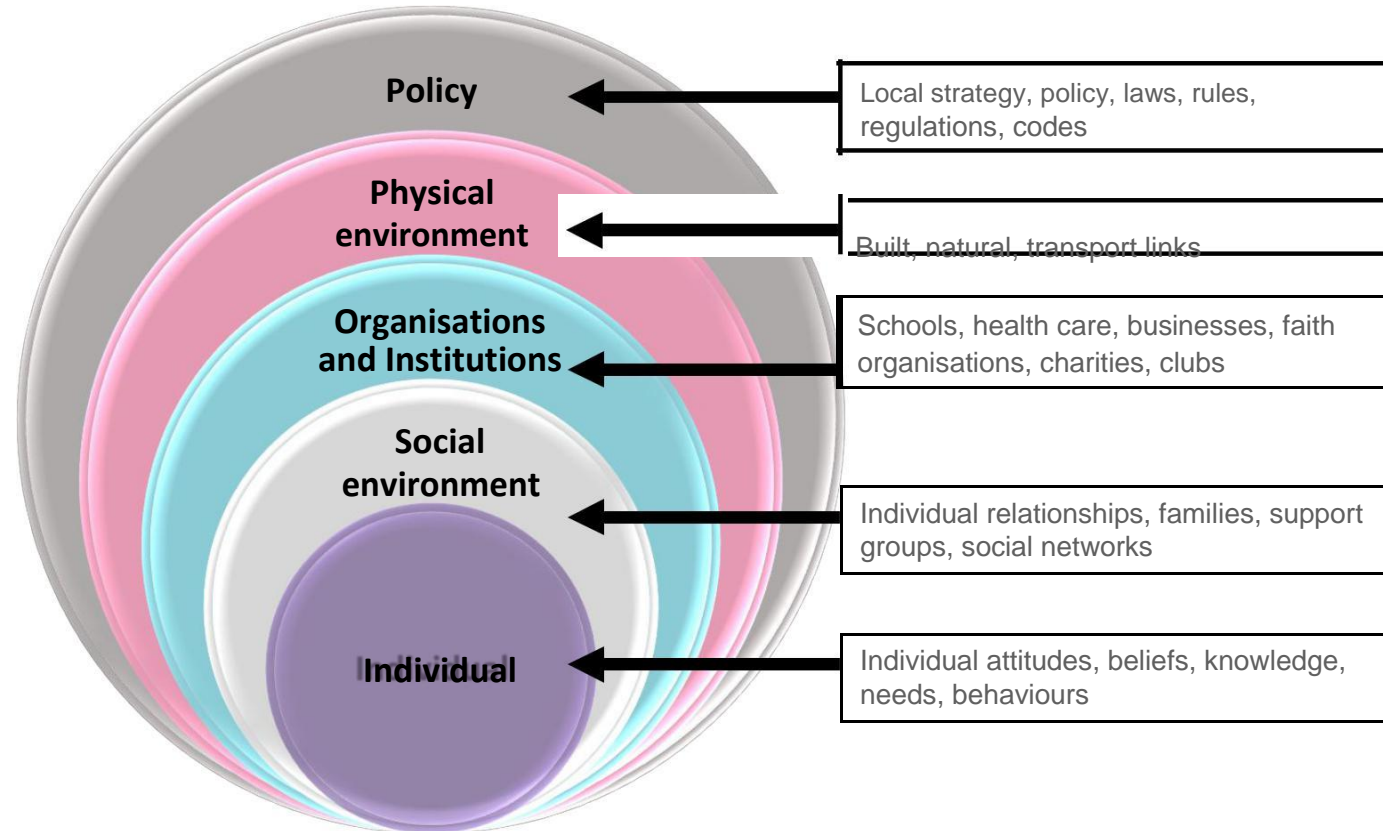 Policy
Local strategy, policy, laws, rules,
regulations, codes
Physical
environment
Built, natural, transport links
Organisations
and Institutions
Schools, health care, businesses, faith
organisations, charities, clubs
Social
environment
Individual relationships, families, support
groups, social networks
Individual
Individual attitudes, beliefs, knowledge,
needs, behaviours